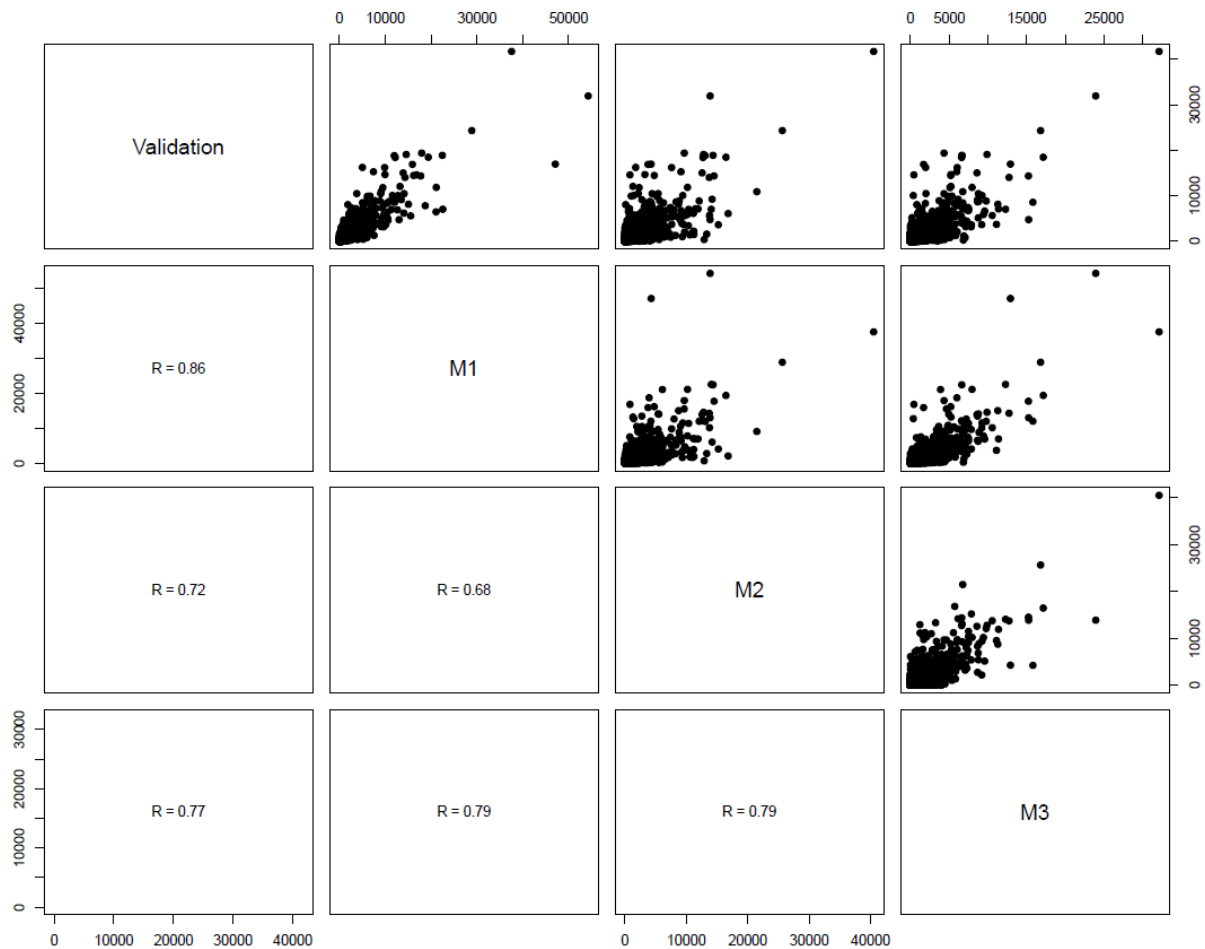 0 10000 30000 50000
0 5000 15000 25000
Validation
0 10000 30000
0 20000 40000
R = 0.86
M1
R = 0.72
R = 0.68
M2
0 10000 30000
0 10000 20000 30000
R = 0.77
R = 0.79
R = 0.79
M3
0 10000 20000 30000 40000
0 10000 20000 30000 40000